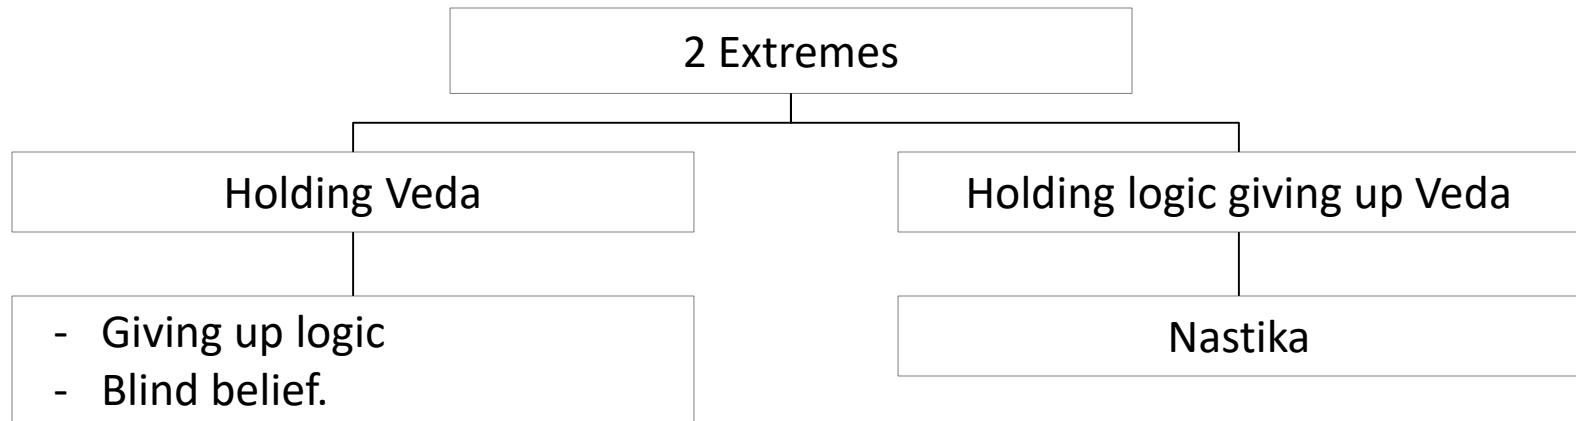 2 Extremes
Holding Veda
Holding logic giving up Veda
- Giving up logic
- Blind belief.
Nastika